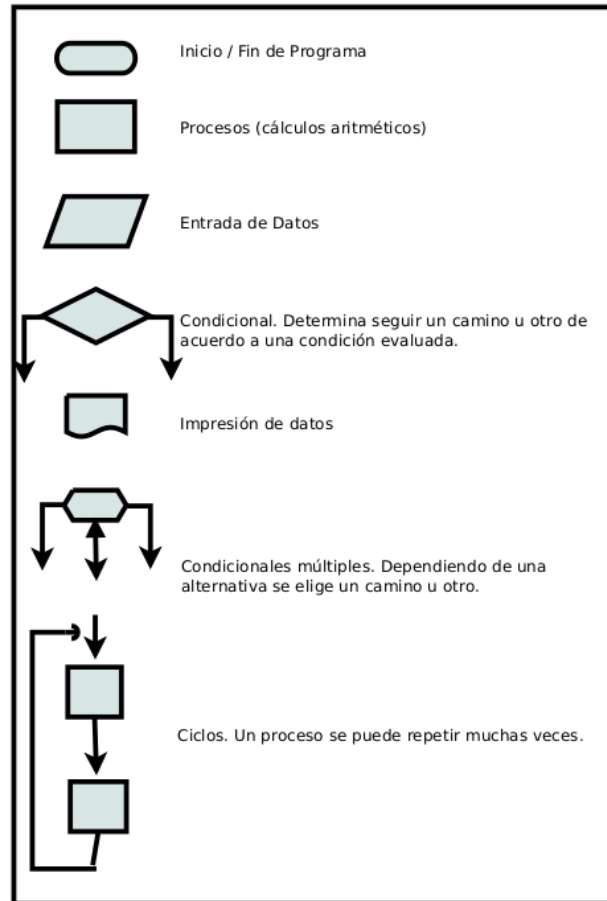 Inicio / Fin de Programa
Procesos (cálculos aritméticos)
Entrada de Datos
Condicional. Determina seguir un camino u otro de
acuerdo a una condición evaluada.
Impresión de datos
Condicionales múltiples. Dependiendo de una
alternativa se elige un camino u otro.
Ciclos. Un proceso se puede repetir muchas veces.